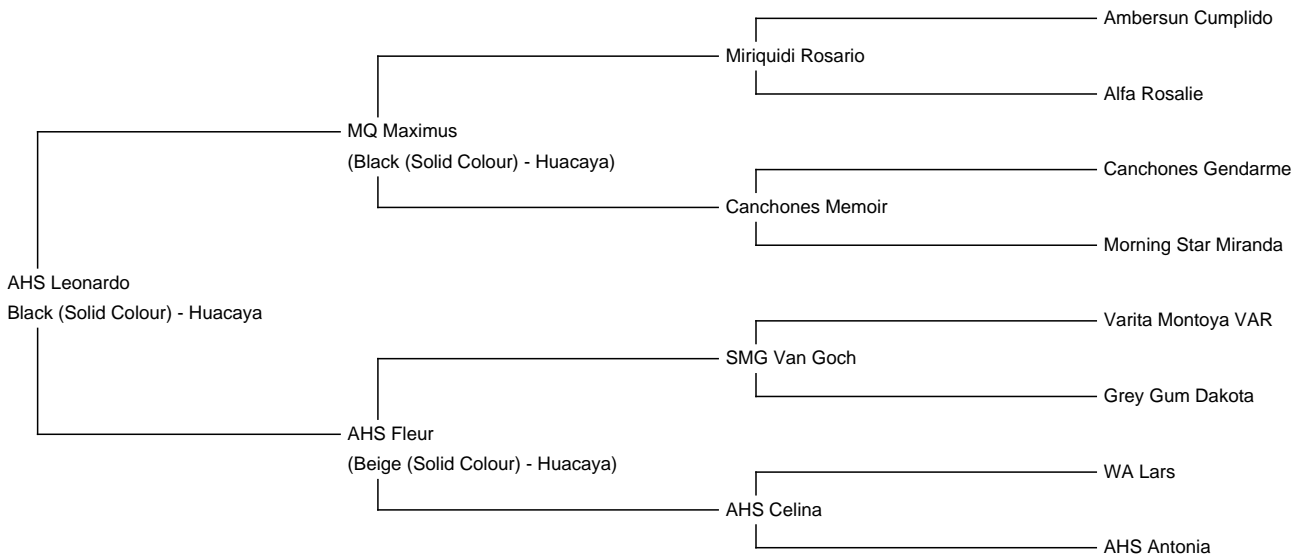 Ambersun Cumplido
Miriquidi Rosario
Alfa Rosalie
MQ Maximus
(Black (Solid Colour) - Huacaya)
Canchones Gendarme
Canchones Memoir
Morning Star Miranda
AHS Leonardo
Black (Solid Colour) - Huacaya
Varita Montoya VAR
SMG Van Goch
Grey Gum Dakota
AHS Fleur
(Beige (Solid Colour) - Huacaya)
WA Lars
AHS Celina
AHS Antonia